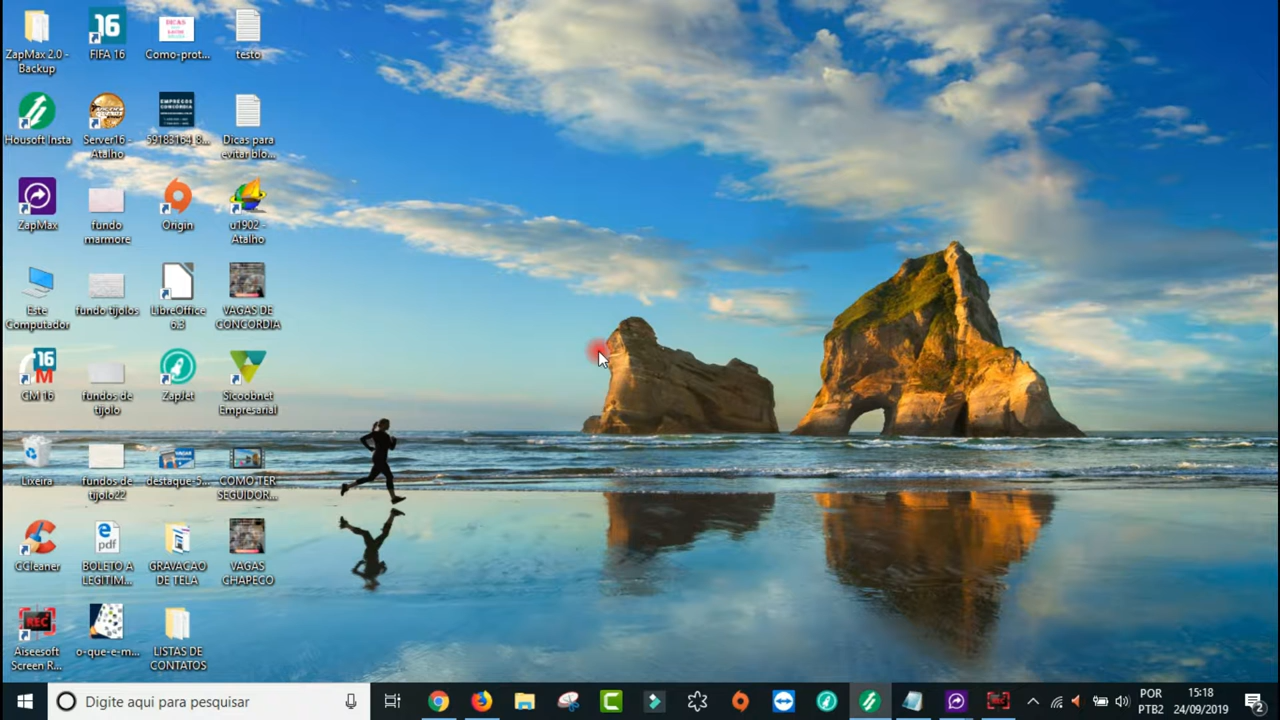 ZapMax 2.0 -
Backup
FIFA 16
Como-prot...
testo
Housoft Insta
Server16 -
Atalho
59183164_8...
Dicas para
evitar blo...
ZapMax
fundo
marmore
Origin
u1902 -
Atalho
Este
Computador
fundo tijolos
LibreOffice
6.3
VAGAS DE
CONCORDIA
CM 16
fundos de
tijolo
ZapJet
Sicoobnet
Empresarial
Lixeira
fundos de
tijolo22
destaque-5...
COMO TER
SEGUIDOR...
CCleaner
BOLETO A
LEGITIM...
GRAVACAO
DE TELA
VAGAS
CHAPECO
Aiseesoft
Screen R...
o-que-e-m...
LISTAS DE
CONTATOS
Digite aqui para pesquisar
POR
PTB2
15:18
24/09/2019
2